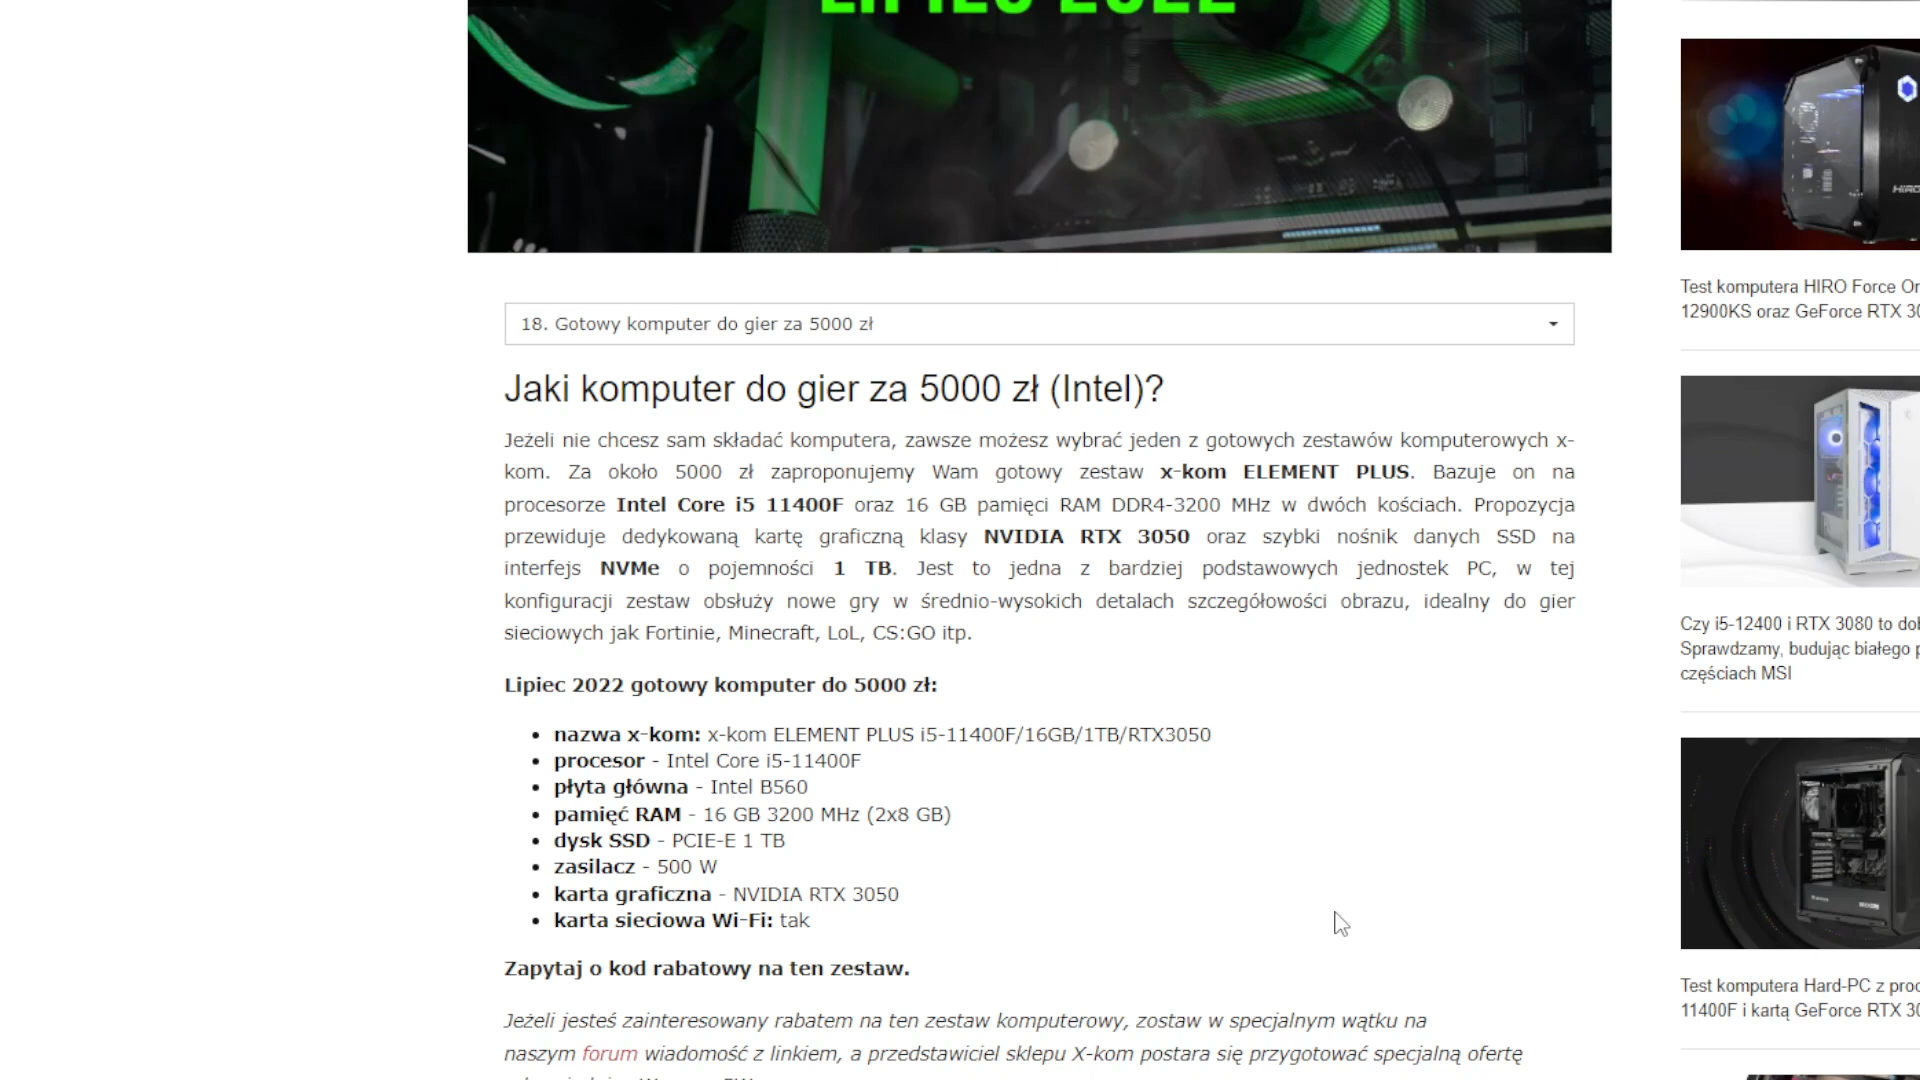 LIPIEC 2022
18. Gotowy komputer do gier za 5000 zł
Jaki komputer do gier za 5000 zł (Intel)?
Jeżeli nie chcesz sam składać komputera, zawsze możesz wybrać jeden z gotowych zestawów komputerowych x-
kom. Za około 5000 zł zaproponujemy Wam gotowy zestaw x-kom ELEMENT PLUS. Bazuje on na
procesorze Intel Core i5 11400F oraz 16 GB pamięci RAM DDR4-3200 MHz w dwóch kościach. Propozycja
przewiduje dedykowaną kartę graficzną klasy NVIDIA RTX 3050 oraz szybki nośnik danych SSD na
interfejs NVMe o pojemności 1 TB. Jest to jedna z bardziej podstawowych jednostek PC, w tej
konfiguracji zestaw obsłuży nowe gry w średnio-wysokich detalach szczegółowości obrazu, idealny do gier
sieciowych jak Fortinie, Minecraft, LoL, CS:GO itp.
Lipiec 2022 gotowy komputer do 5000 zł:
nazwa x-kom: x-kom ELEMENT PLUS i5-11400F/16GB/1TB/RTX3050
procesor - Intel Core i5-11400F
płyta główna - Intel B560
pamięć RAM - 16 GB 3200 MHz (2x8 GB)
dysk SSD - PCIE-E 1 TB
zasilacz - 500 W
karta graficzna - NVIDIA RTX 3050
karta sieciowa Wi-Fi: tak
Zapytaj o kod rabatowy na ten zestaw.
Jeżeli jesteś zainteresowany rabatem na ten zestaw komputerowy, zostaw w specjalnym wątku na
naszym forum wiadomość z linkiem, a przedstawiciel sklepu X-kom postara się przygotować specjalną ofertę
Test komputera HIRO Force
12900KS oraz GeForce RTX
Czy i5-12400 i RTX 3080 to
Sprawdzamy, budując białego
częściach MSI
Test komputera Hard-PC z
11400F i kartą GeForce RTX